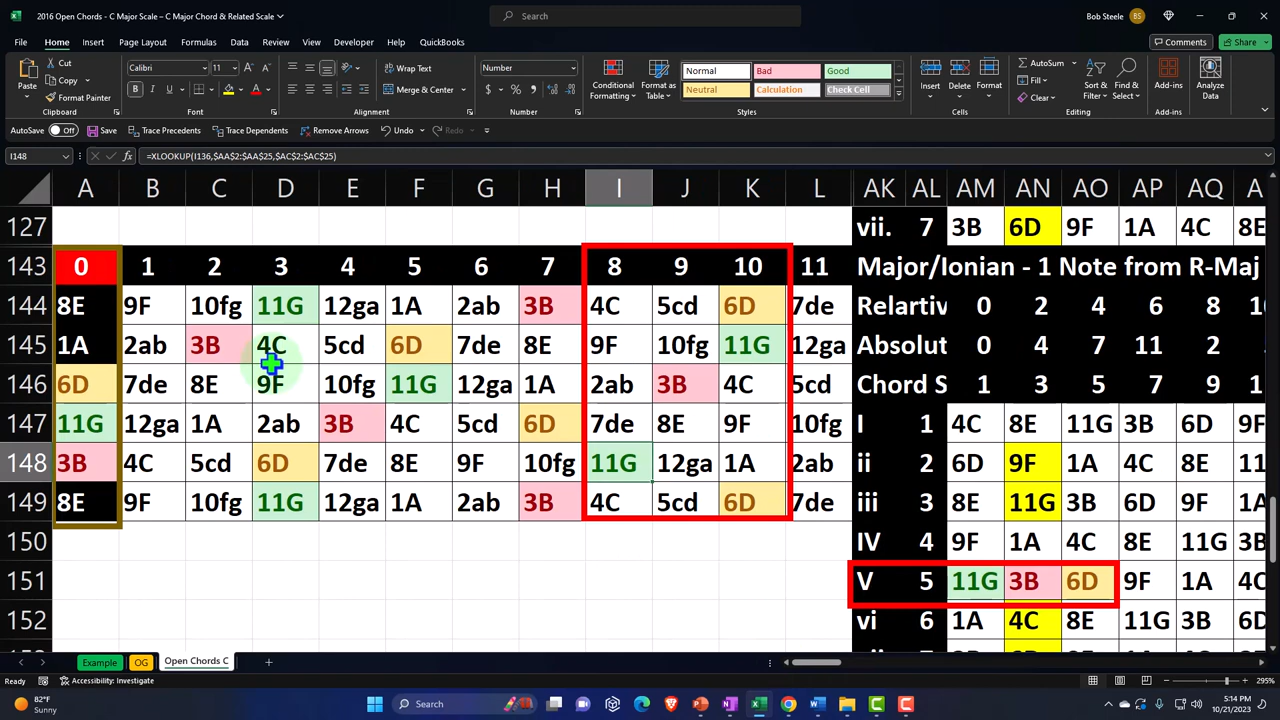 2016 Open Chords - C Major Scale – C Major Chord & Related Scale
Search
Bob Steele
BS
File Home Insert Page Layout Formulas Data Review View Developer Automate Help QuickBooks
Comments
Share
Paste
Cut
Copy
Format Painter
Clipboard
Calibri
11
B I U
Font
Wrap Text
Merge & Center
Alignment
Number
Number
Conditional Formatting
Format as Table
Normal Bad Good
Neutral Calculation Check Cell
Styles
Insert Delete Format
Cells
AutoSum
Fill
Clear
Sort & Filter
Find & Select
Editing
Add-ins
Add-ins
Analyze Data
AutoSave Off Save Trace Precedents Trace Dependents Remove Arrows Undo Redo
I148 fx =XLOOKUP(I136,$AA$2:$AA$25,$AC$2:$AC$25)
A B C D E F G H I J K L AK AL AM AN AO AP AQ A
127 vii. 7 3B 6D 9F 1A 4C 8E
143 0 1 2 3 4 5 6 7 8 9 10 11 Major/Ionian - 1 Note from R-Maj
144 8E 9F 10fg 11G 12ga 1A 2ab 3B 4C 5cd 6D 7de Relartiv 0 2 4 6 8 10
145 1A 2ab 3B 4C 5cd 6D 7de 8E 9F 10fg 11G 12ga Absolut 0 4 7 11 2
146 6D 7de 8E 9F 10fg 11G 12ga 1A 2ab 3B 4C 5cd Chord S 1 3 5 7 9 1
147 11G 12ga 1A 2ab 3B 4C 5cd 6D 7de 8E 9F 10fg I 1 4C 8E 11G 3B 6D 9F
148 3B 4C 5cd 6D 7de 8E 9F 10fg 11G 12ga 1A 2ab ii 2 6D 9F 1A 4C 8E 11
149 8E 9F 10fg 11G 12ga 1A 2ab 3B 4C 5cd 6D 7de iii 3 8E 11G 3B 6D 9F 1A
150 IV 4 9F 1A 4C 8E 11G 3B
151 V 5 11G 3B 6D 9F 1A 4C
152 vi 6 1A 4C 8E 11G 3B 6D
Example OG Open Chords C
Ready Accessibility: Investigate 295%
82°F
Sunny
Search
5:14 PM
10/21/2023